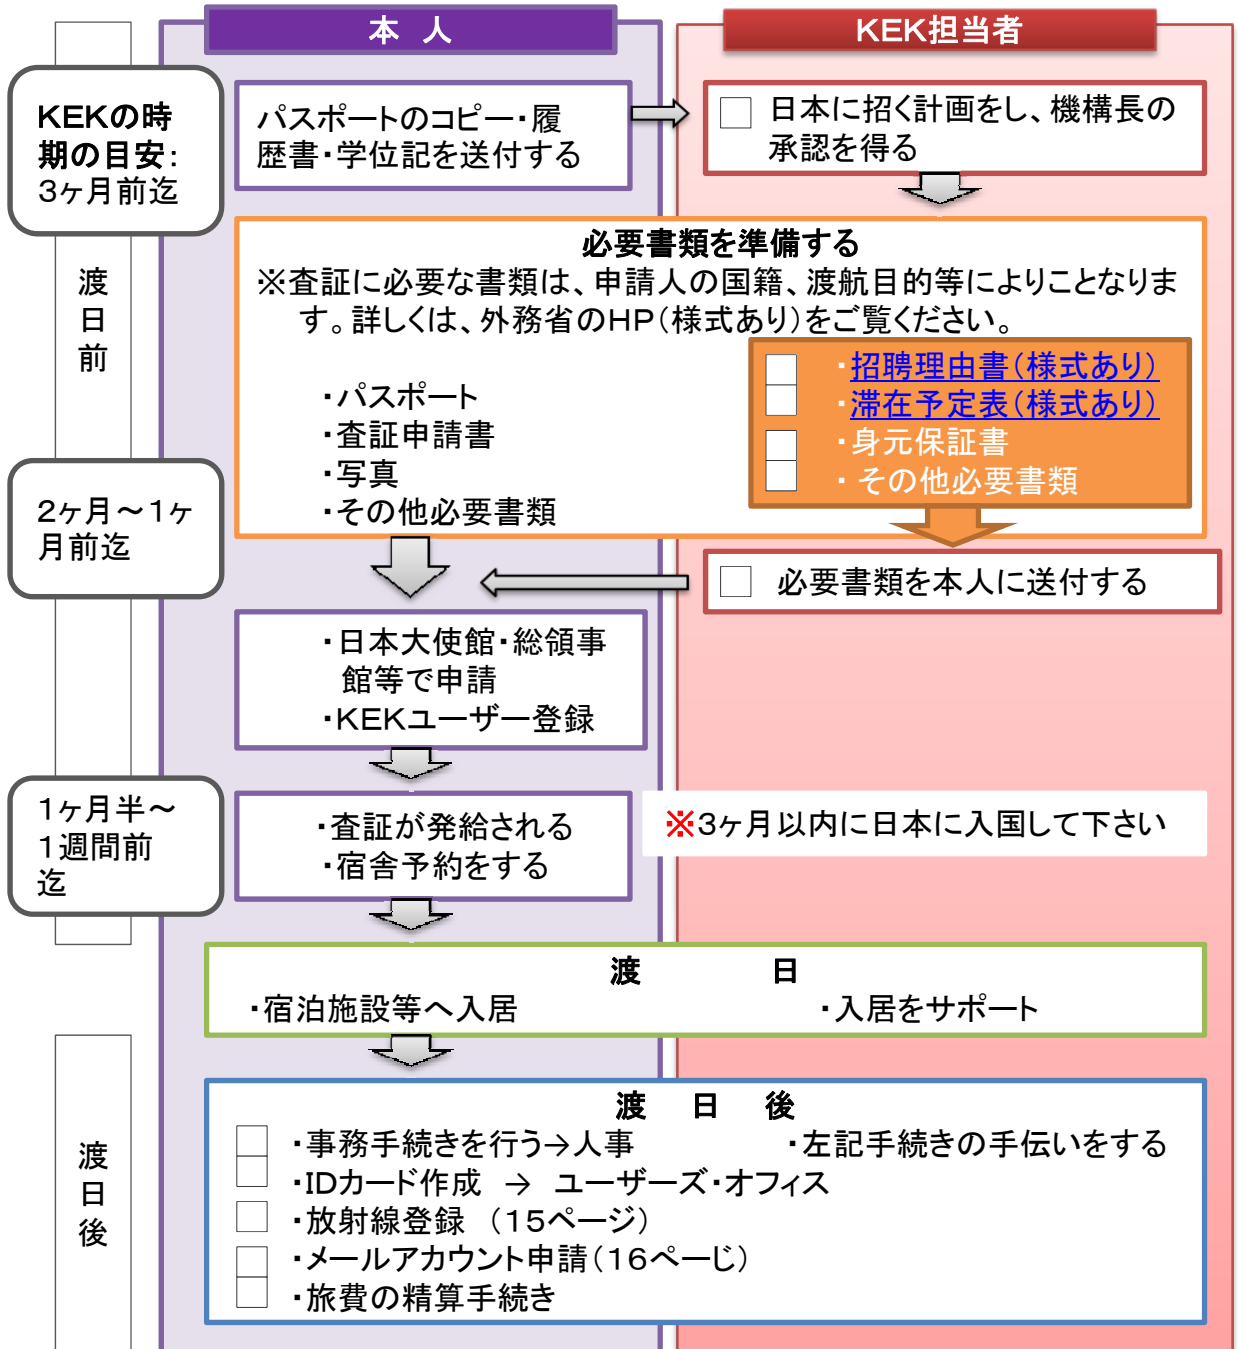 本 人
KEK担当者
KEKの時
期の目安：
3ヶ月前迄
パスポートのコピー・履
歴書・学位記を送付する
日本に招く計画をし、機構長の
承認を得る
渡
日
前
必要書類を準備する
※査証に必要な書類は、申請人の国籍、渡航目的等によりことなりま
す。詳しくは、外務省のHP（様式あり）をご覧ください。
・パスポート
・査証申請書
・写真
・その他必要書類
・招聘理由書（様式あり）
・滞在予定表（様式あり）
・身元保証書
・その他必要書類
2ヶ月～1ヶ
月前迄
必要書類を本人に送付する
・日本大使館・総領事
館等で申請
・KEKユーザー登録
1ヶ月半～
1週間前
迄
・査証が発給される
・宿舎予約をする
※3ヶ月以内に日本に入国して下さい
渡 日
・宿泊施設等へ入居
・入居をサポート
渡
日
後
渡 日 後
・事務手続きを行う→人事
・左記手続きの手伝いをする
・IDカード作成 → ユーザーズ・オフィス
・放射線登録 （15ページ）
・メールアカウント申請（16ぺーじ）
・旅費の精算手続き